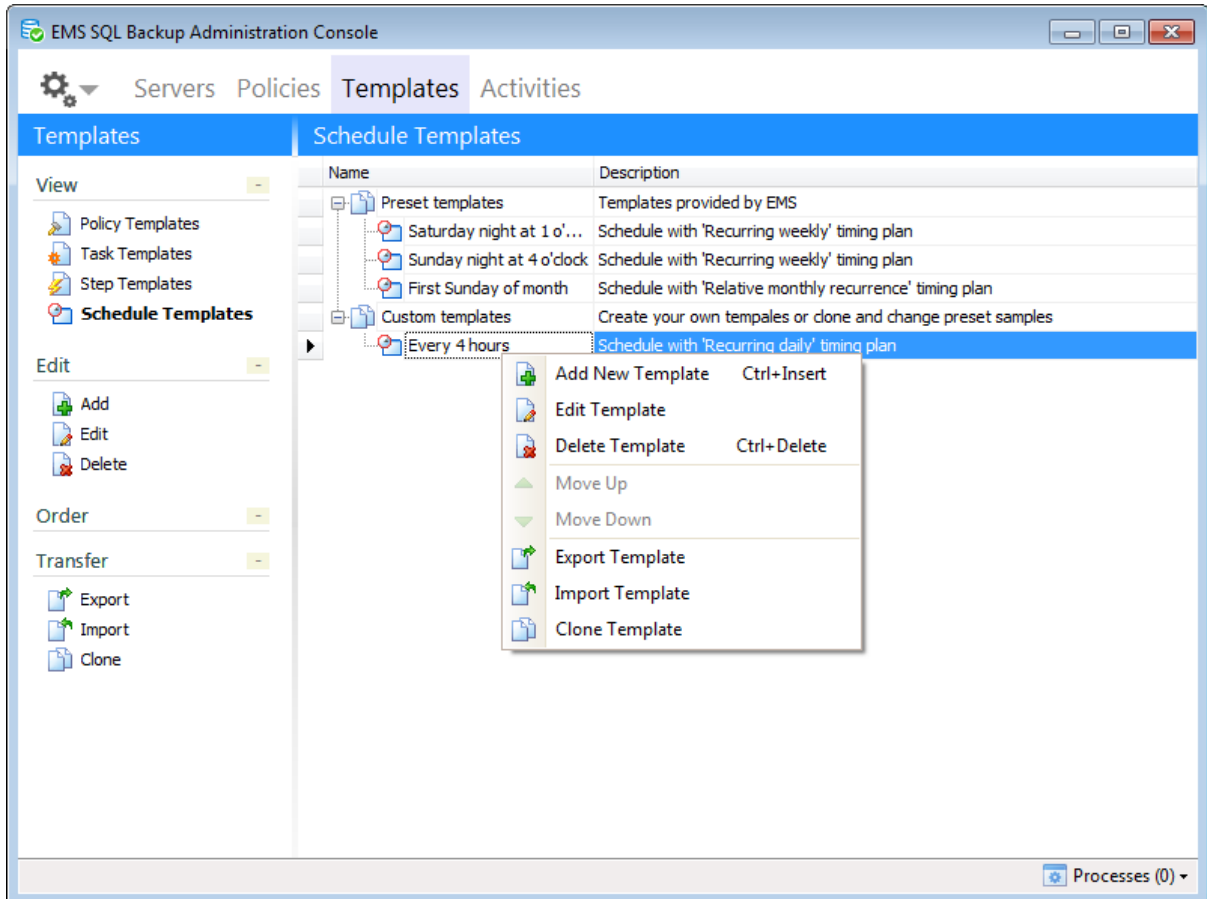 EMS SQL Backup Administration Console
Servers Policies Templates Activities
Templates
Schedule Templates
View
Policy Templates
Task Templates
Step Templates
Schedule Templates
Edit
Add
Edit
Delete
Order
Transfer
Export
Import
Clone
Name Description
Preset templates Templates provided by EMS
Saturday night at 1 o'... Schedule with 'Recurring weekly' timing plan
Sunday night at 4 o'clock Schedule with 'Recurring weekly' timing plan
First Sunday of month Schedule with 'Relative monthly recurrence' timing plan
Custom templates Create your own tempales or clone and change preset samples
Every 4 hours Schedule with 'Recurring daily' timing plan
Add New Template Ctrl+Insert
Edit Template
Delete Template Ctrl+Delete
Move Up
Move Down
Export Template
Import Template
Clone Template
Processes (0)